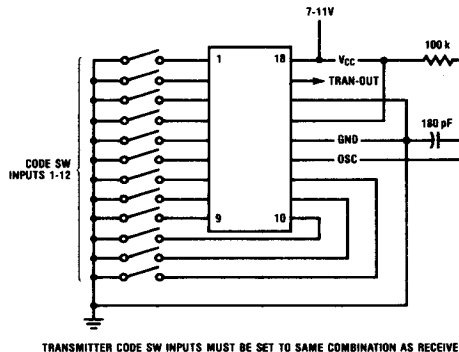 7-11V
100 k
1
18
VCC
TRAN-OUT
180 pF
GND
CODE SW
INPUTS 1-12
OSC
9
10
TRANSMITTER CODE SW INPUTS MUST BE SET TO SAME COMBINATION AS RECEIVE